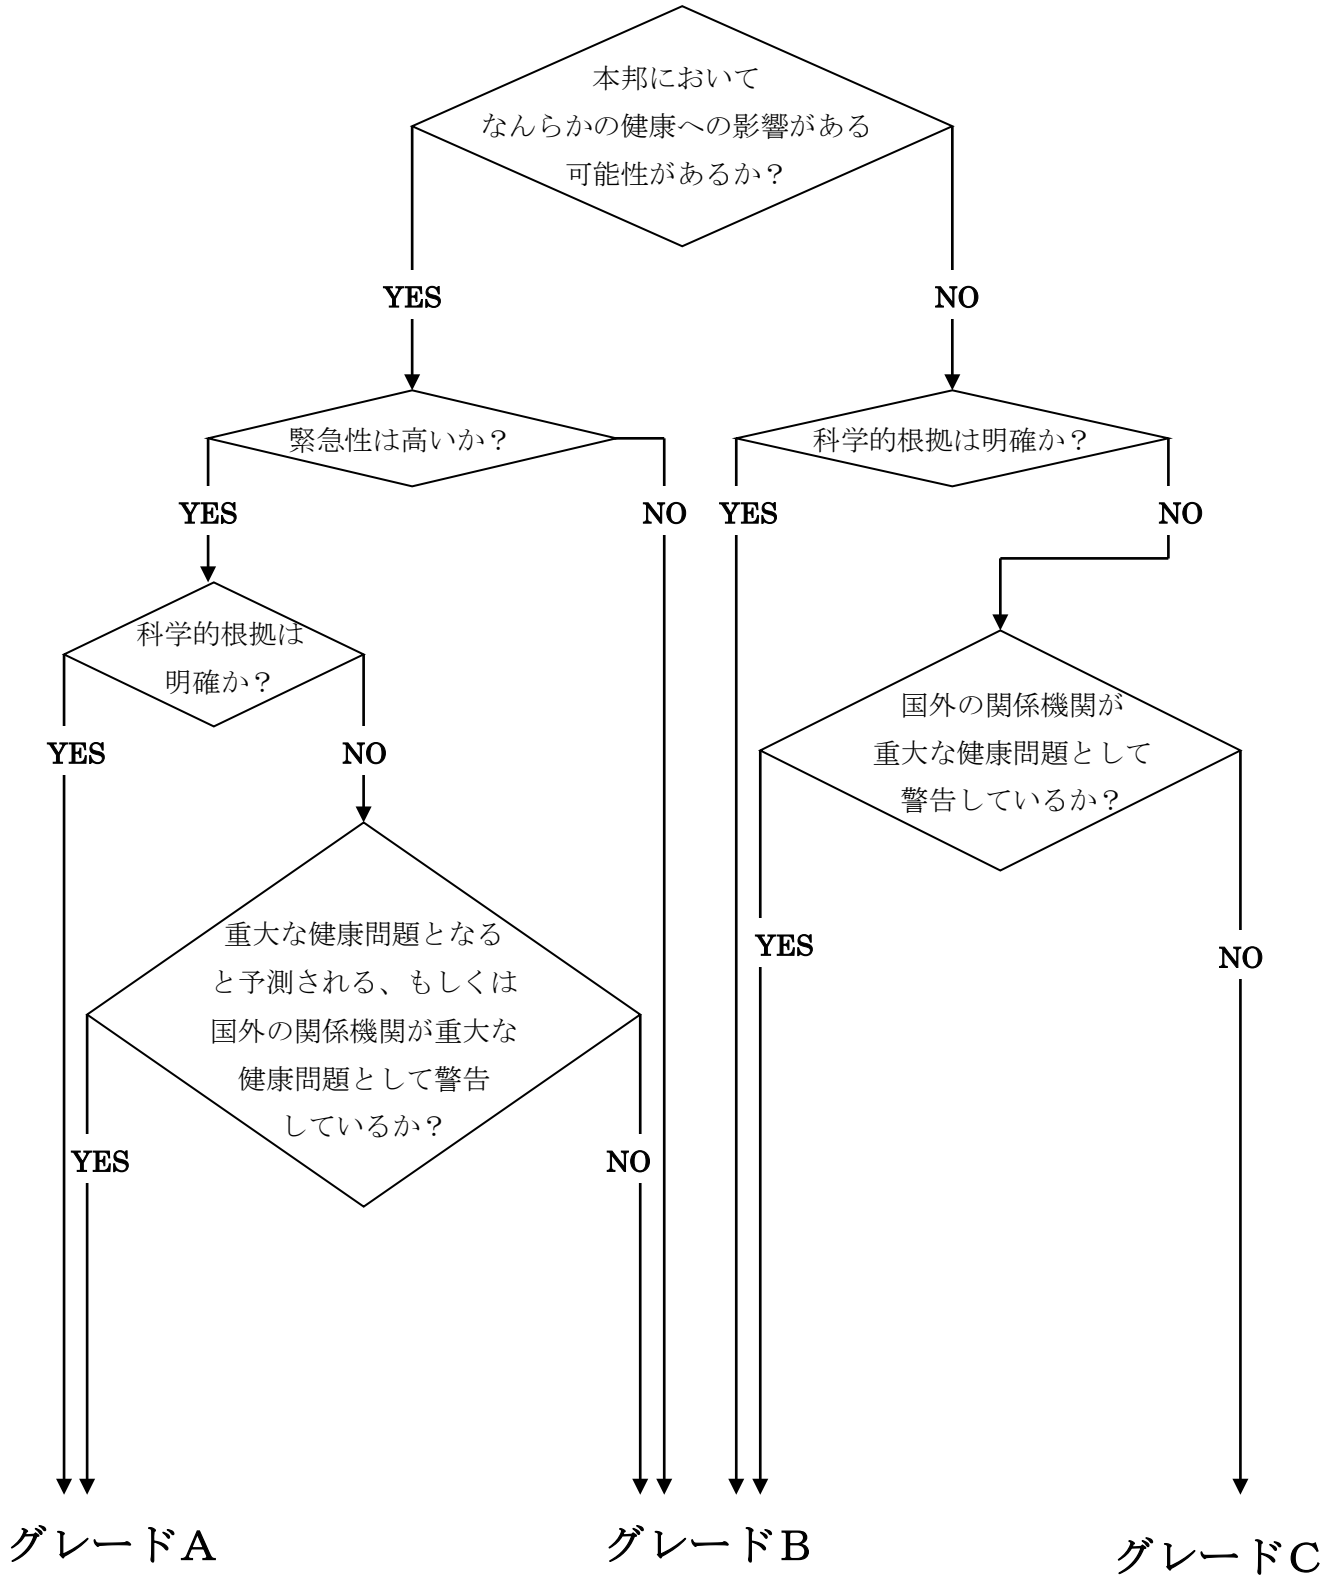 本邦において
なんらかの健康への影響がある
可能性があるか？
YES
NO
緊急性は高いか？
科学的根拠は明確か？
YES
NO
YES
NO
科学的根拠は
明確か？
国外の関係機関が
重大な健康問題として
警告しているか？
YES
NO
重大な健康問題となる
と予測される、もしくは
国外の関係機関が重大な
健康問題として警告
しているか？
YES
NO
YES
NO
グレードＡ
グレードＢ
グレードＣ